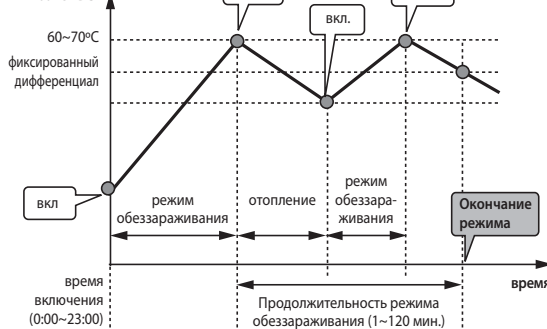 вкл.
60~70ºC
фиксированный
дифференциал
вкл
режим
обеззараживания
отопление
режим
обеззара-
живания
Окончание
режима
время
время
включения
(0:00~23:00)
Продолжительность режима
обеззараживания (1~120 мин.)